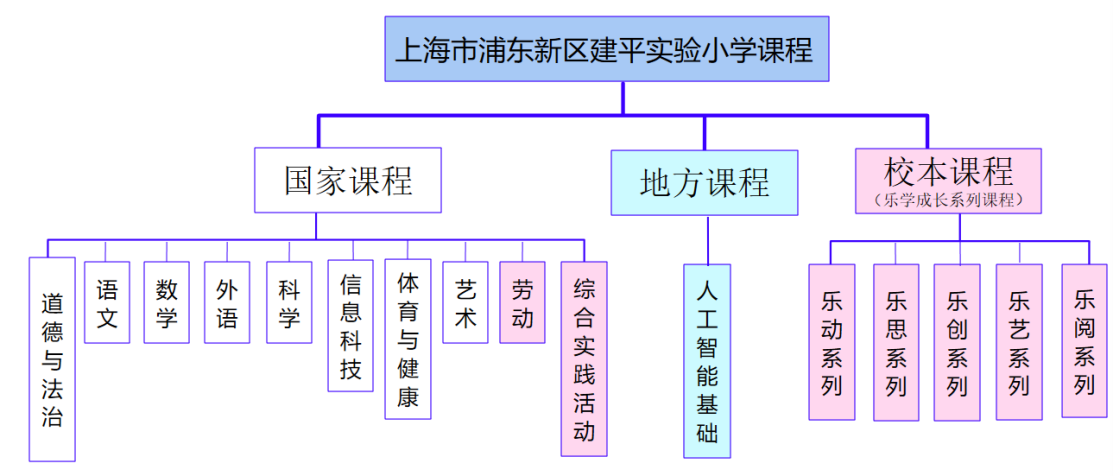 上海市浦东新区建平实验小学课程
国家课程
地方课程
校本课程
（乐学成长系列课程）
道德与法治
语文
数学
外语
科学
信息科技
体育与健康
艺术
劳动
综合实践活动
人工智能基础
乐动系列
乐思系列
乐创系列
乐艺系列
乐阅系列